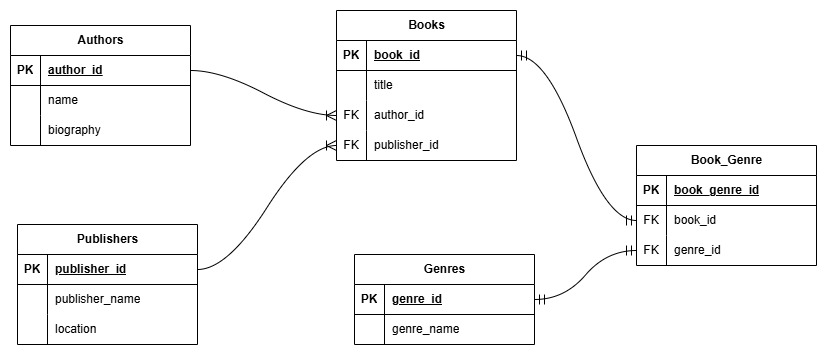 Authors
PK author_id
name
biography
Books
PK book_id
title
FK author_id
FK publisher_id
Book_Genre
PK book_genre_id
FK book_id
FK genre_id
Publishers
PK publisher_id
publisher_name
location
Genres
PK genre_id
genre_name